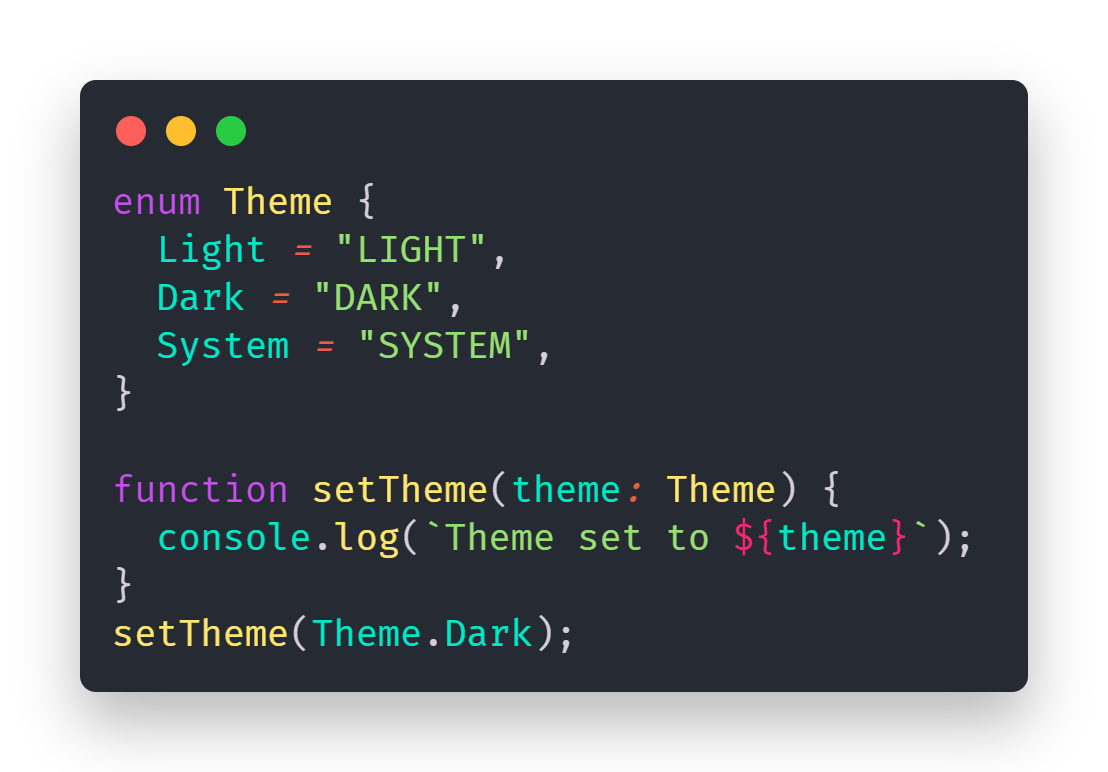 enum Theme {
  Light = "LIGHT",
  Dark = "DARK",
  System = "SYSTEM",
}

function setTheme(theme: Theme) {
  console.log(`Theme set to ${theme}`);
}
setTheme(Theme.Dark);